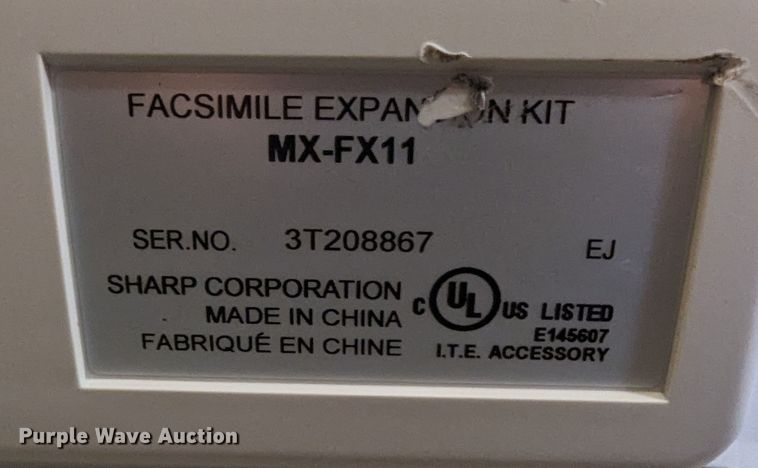 FACSIMILE EXPANSION KIT
MX-FX11
SER.NO. 3T208867 EJ
SHARP CORPORATION
MADE IN CHINA
FABRIQUÉ EN CHINE
C UL US LISTED
E145607
I.T.E. ACCESSORY
Purple Wave Auction